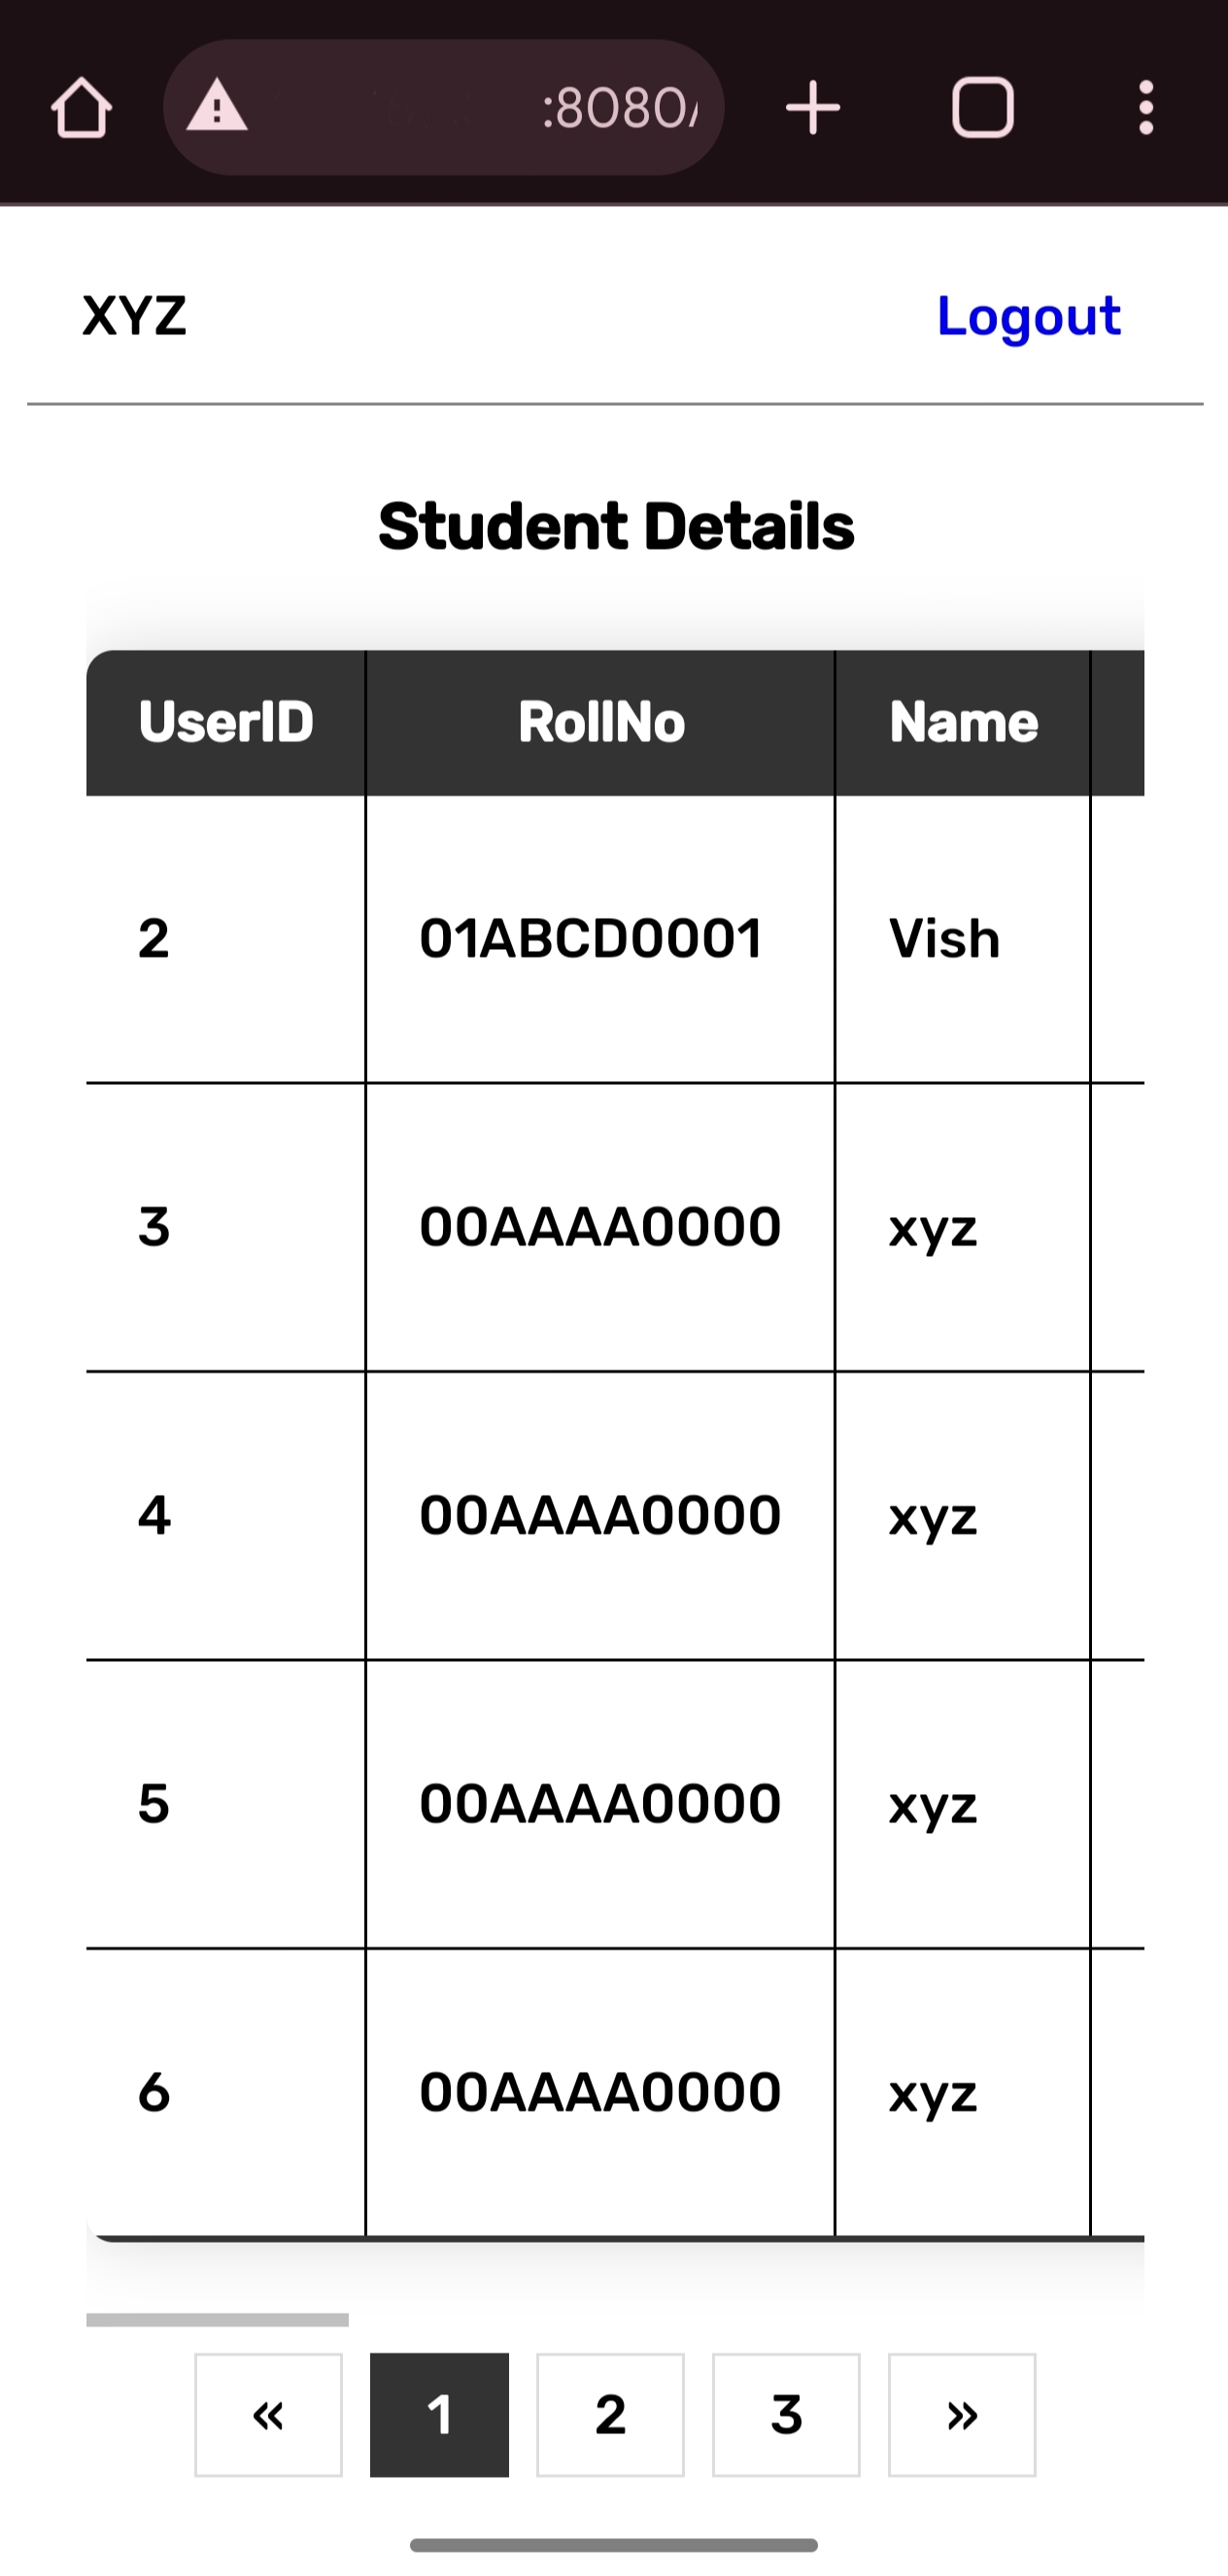 :8080/
XYZ Logout
Student Details
UserID RollNo Name
2 01ABCD0001 Vish
3 00AAAA0000 xyz
4 00AAAA0000 xyz
5 00AAAA0000 xyz
6 00AAAA0000 xyz
« 1 2 3 »